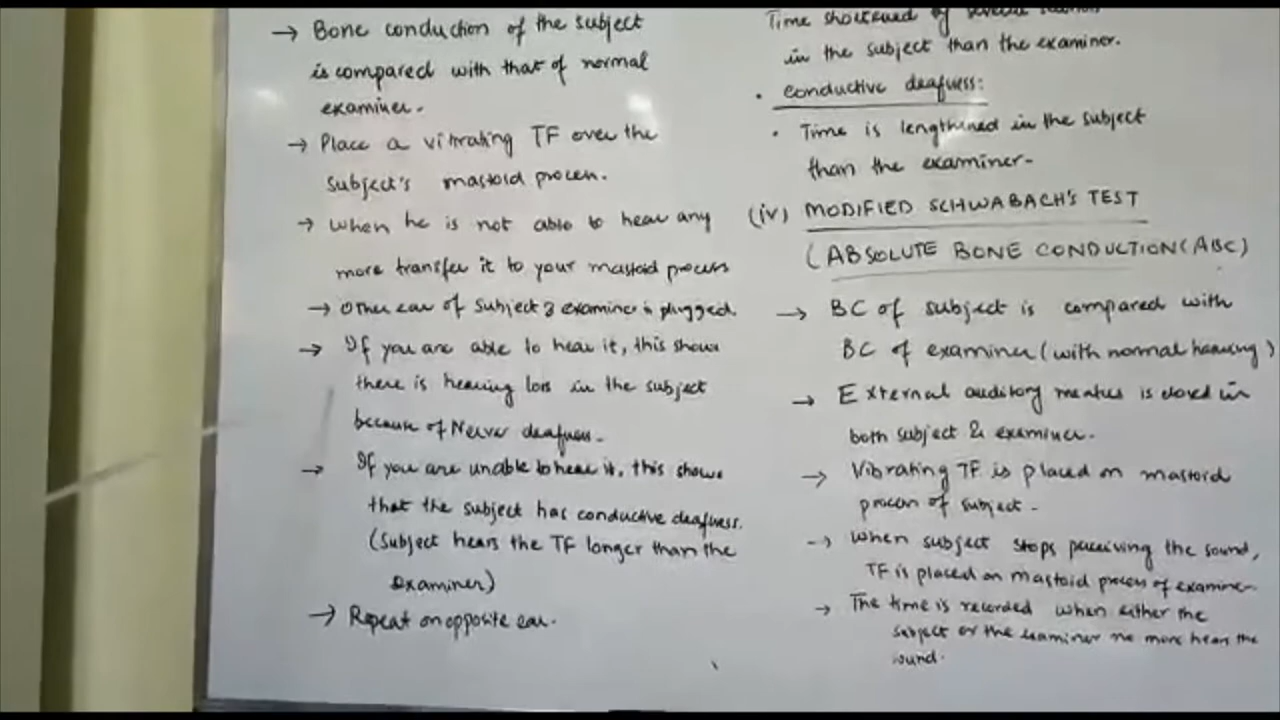 → Bone conduction of the subject
is compared with that of normal
examiner.
→ Place a vibrating TF over the
subject's mastoid process.
→ when he is not able to hear any
more transfer it to your mastoid process
→ other ear of subject & examiner is plugged.
→ If you are able to hear it, this shows
there is hearing loss in the subject
because of Nerve deafness.
→ If you are unable to hear it, this shows
that the subject has conductive deafness.
(Subject hears the TF longer than the
examiner)
→ Repeat on opposite ear.
Time shortened
in the subject than the examiner.
• conductive deafness:
• Time is lengthined in the subject
than the examiner.
(iv) MODIFIED SCHWABACH'S TEST
(ABSOLUTE BONE CONDUCTION(ABC)
→ BC of subject is compared with
BC of examiner (with normal hearing)
→ External auditory meatus is closed in
both subject & examiner.
→ Vibrating TF is placed on mastoid
process of subject.
→ when subject stops perceiving the sound,
TF is placed on mastoid process of examiner.
→ The time is recorded when either the
subject or the examiner no more hears the
sound.